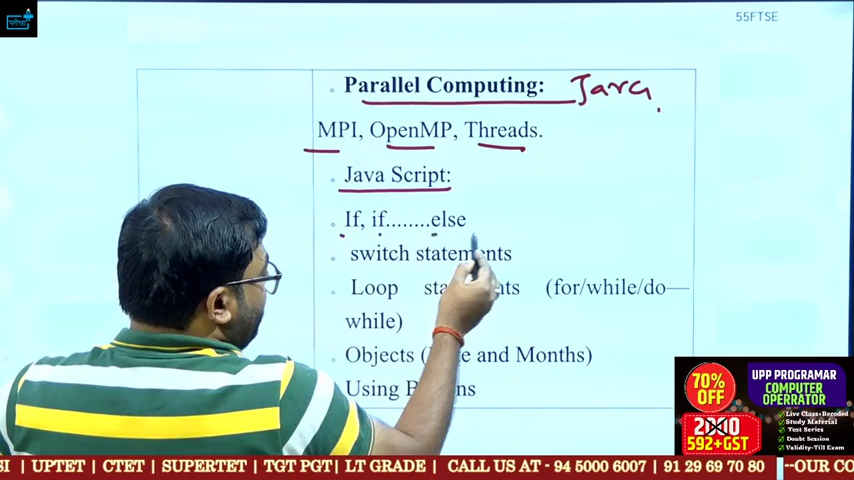 55FTSE
परीक्षा
Parallel Computing: Java.
MPI, OpenMP, Threads.
Java Script:
If, if........else
switch statements
Loop (for/while/do—
while)
Objects ( and Months)
Using
70%
OFF
2100
592+GST
UPP PROGRAMAR
COMPUTER
OPERRATOR
Live Class+Recoded
Study Material
Test Series
Doubt Session
Validity-Till Exam
SI | UPTET | CTET | SUPERTET | TGT PGT| LT GRADE | CALL US AT - 94 5000 6007 | 91 29 69 70 80 --OUR CO